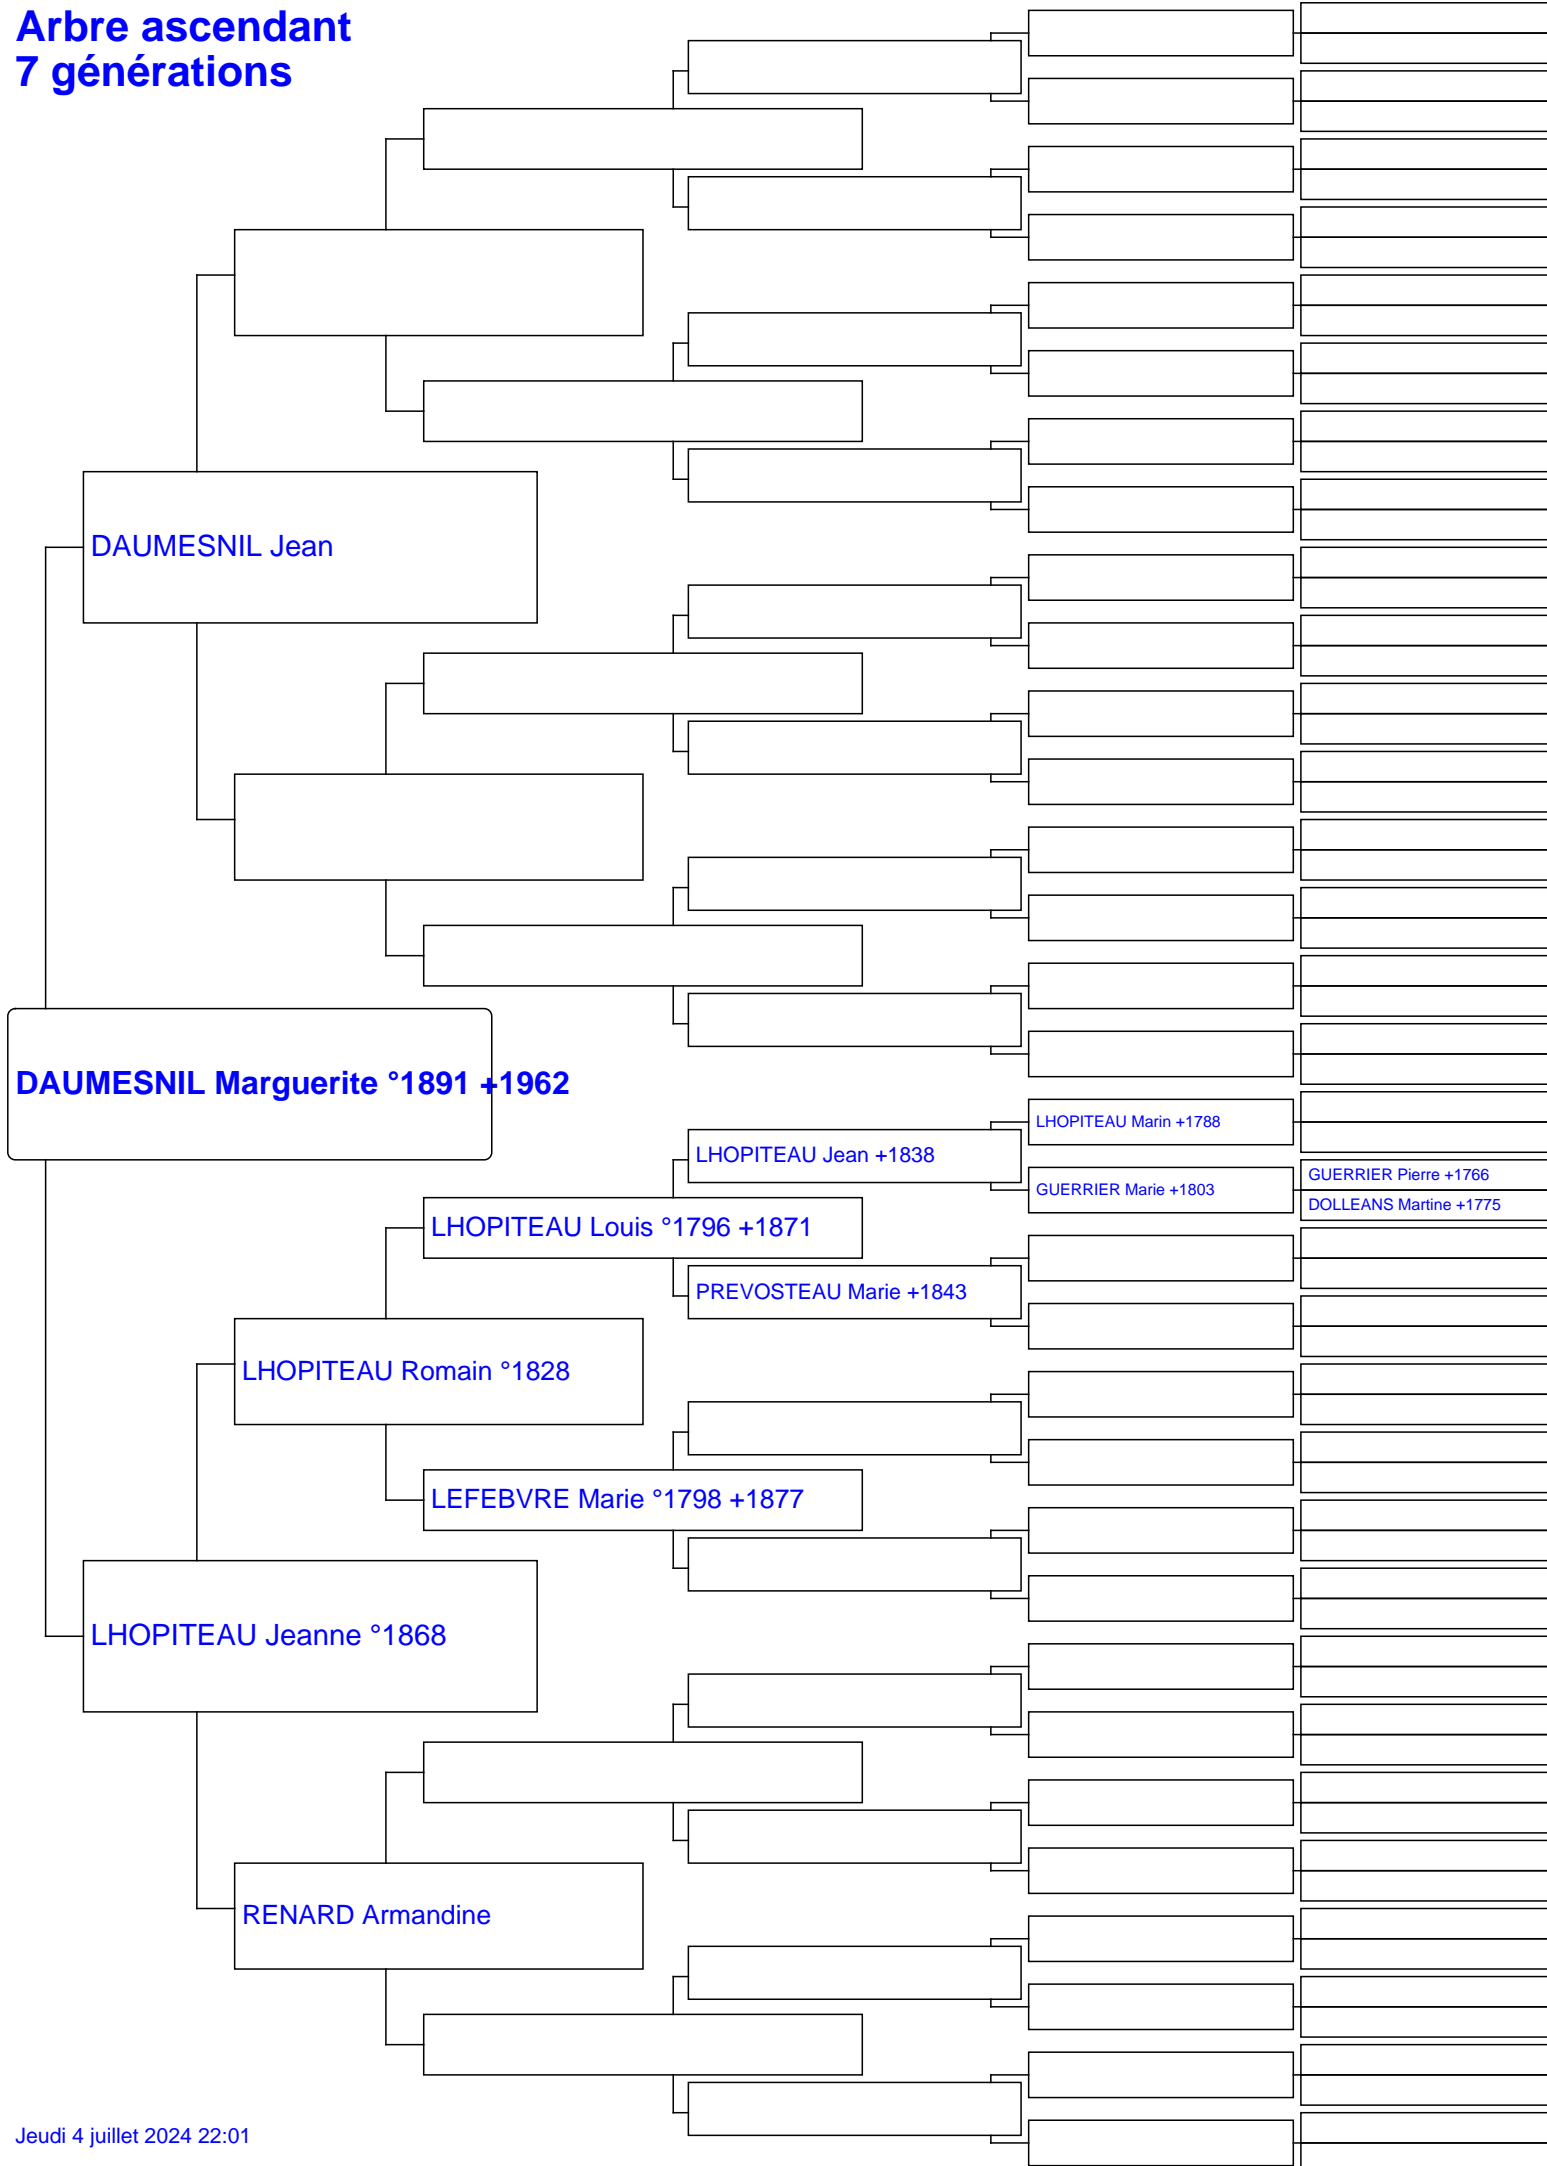 Arbre ascendant
7 générations
DAUMESNIL Jean
DAUMESNIL Marguerite °1891 +1962
LHOPITEAU Marin +1788
LHOPITEAU Jean +1838
GUERRIER Pierre +1766
GUERRIER Marie +1803
DOLLEANS Martine +1775
LHOPITEAU Louis °1796 +1871
PREVOSTEAU Marie +1843
LHOPITEAU Romain °1828
LEFEBVRE Marie °1798 +1877
LHOPITEAU Jeanne °1868
RENARD Armandine
Jeudi 4 juillet 2024 22:01